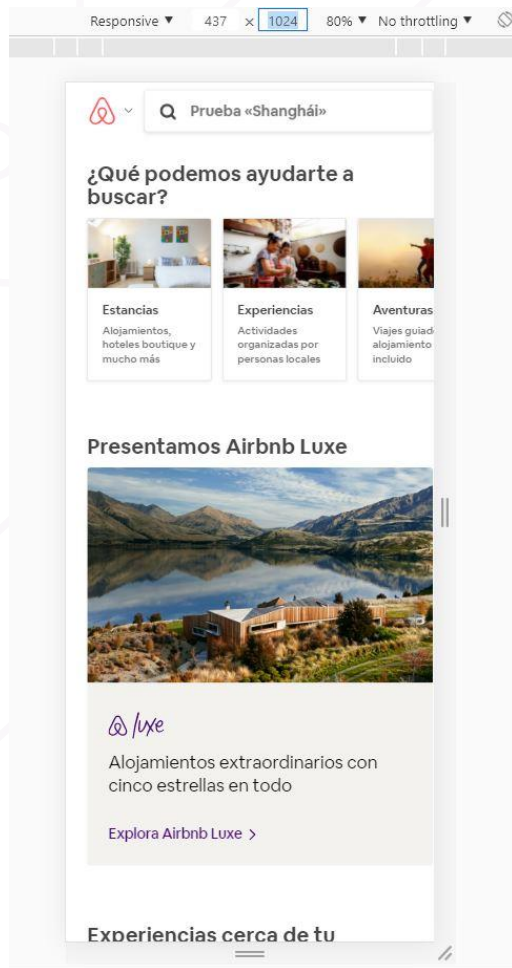 Responsive ▼ 437 × 1024 80% ▼ No throttling ▼
Prueba «Shanghái»
¿Qué podemos ayudarte a
buscar?
Estancias
Alojamientos,
hoteles boutique y
mucho más
Experiencias
Actividades
organizadas por
personas locales
Aventuras
Viajes guiad
alojamiento
incluido
Presentamos Airbnb Luxe
luxe
Alojamientos extraordinarios con
cinco estrellas en todo
Explora Airbnb Luxe >
Experiencias cerca de tu